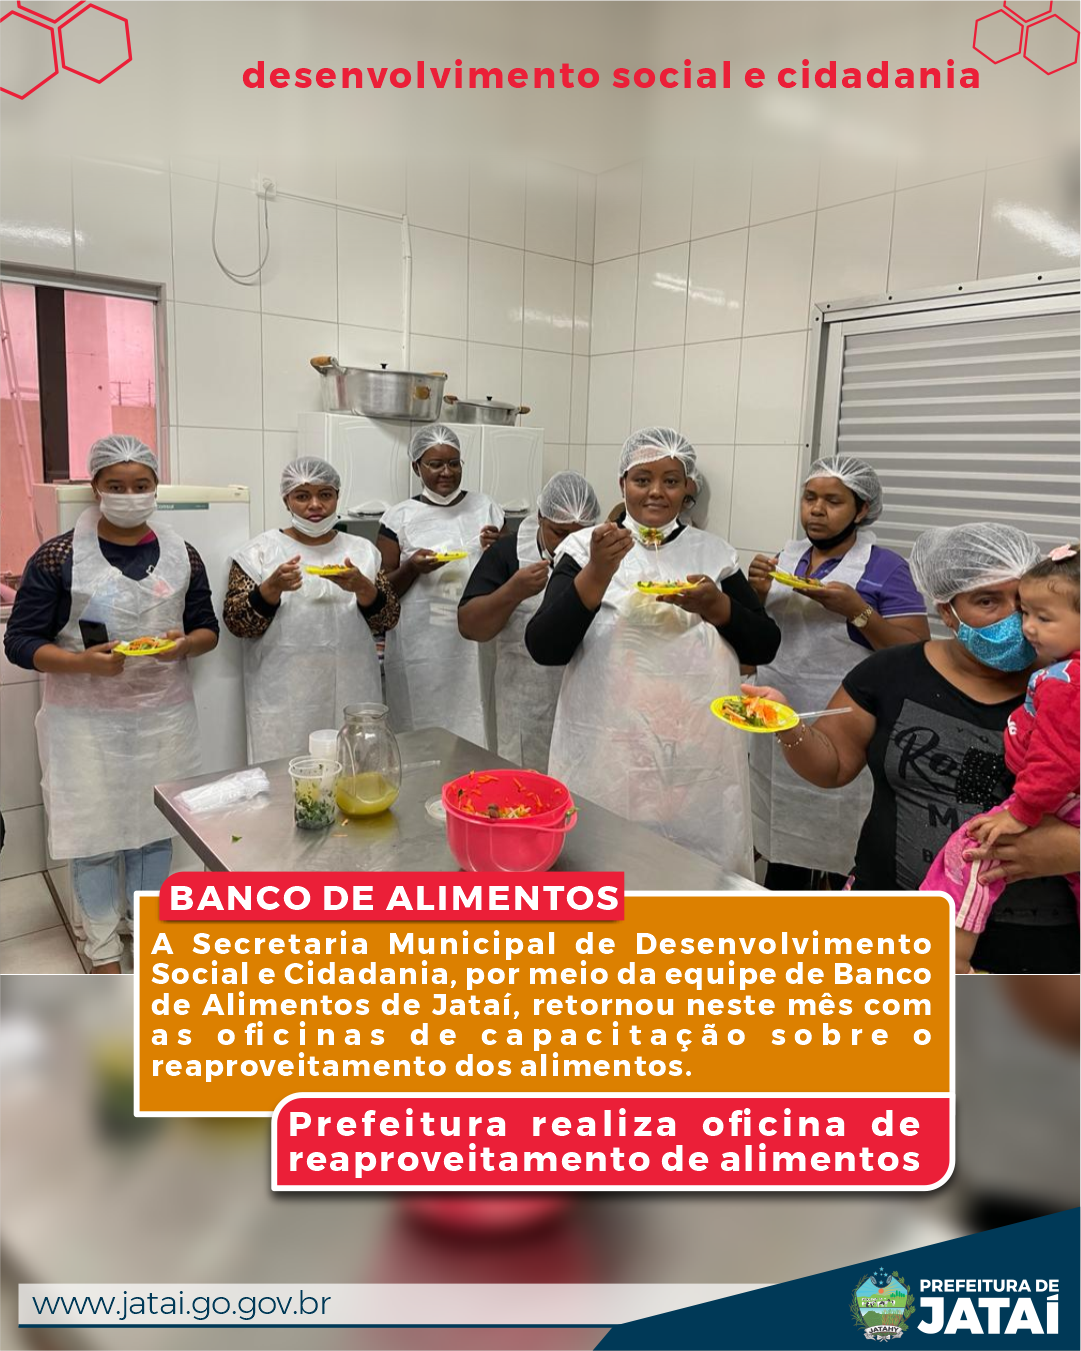 desenvolvimento social e cidadania
BANCO DE ALIMENTOS
A Secretaria Municipal de Desenvolvimento
Social e Cidadania, por meio da equipe de Banco
de Alimentos de Jataí, retornou neste mês com
as oficinas de capacitação sobre o
reaproveitamento dos alimentos.
Prefeitura realiza oficina de
reaproveitamento de alimentos
www.jatai.go.gov.br
PREFEITURA DE
JATAÍ
JATAHY